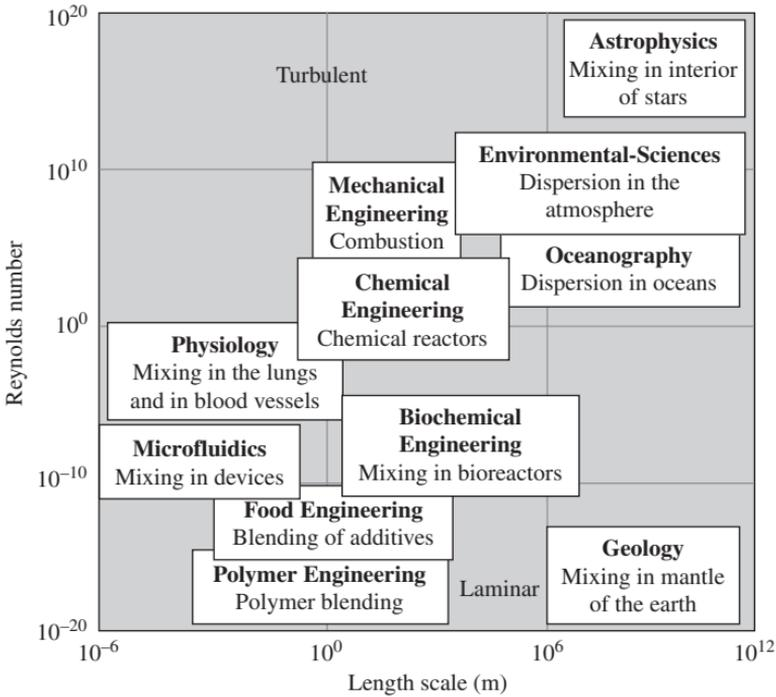 10^20
Turbulent
Astrophysics
Mixing in interior
of stars
10^10
Environmental-Sciences
Dispersion in the
atmosphere
Mechanical
Engineering
Combustion
Oceanography
Dispersion in oceans
Chemical
Engineering
Chemical reactors
Reynolds number
10^0
Physiology
Mixing in the lungs
and in blood vessels
Biochemical
Engineering
Mixing in bioreactors
Microfluidics
Mixing in devices
10^–10
Food Engineering
Blending of additives
Geology
Mixing in mantle
of the earth
Polymer Engineering
Polymer blending
Laminar
10^–20
10^–6 10^0 10^6 10^12
Length scale (m)